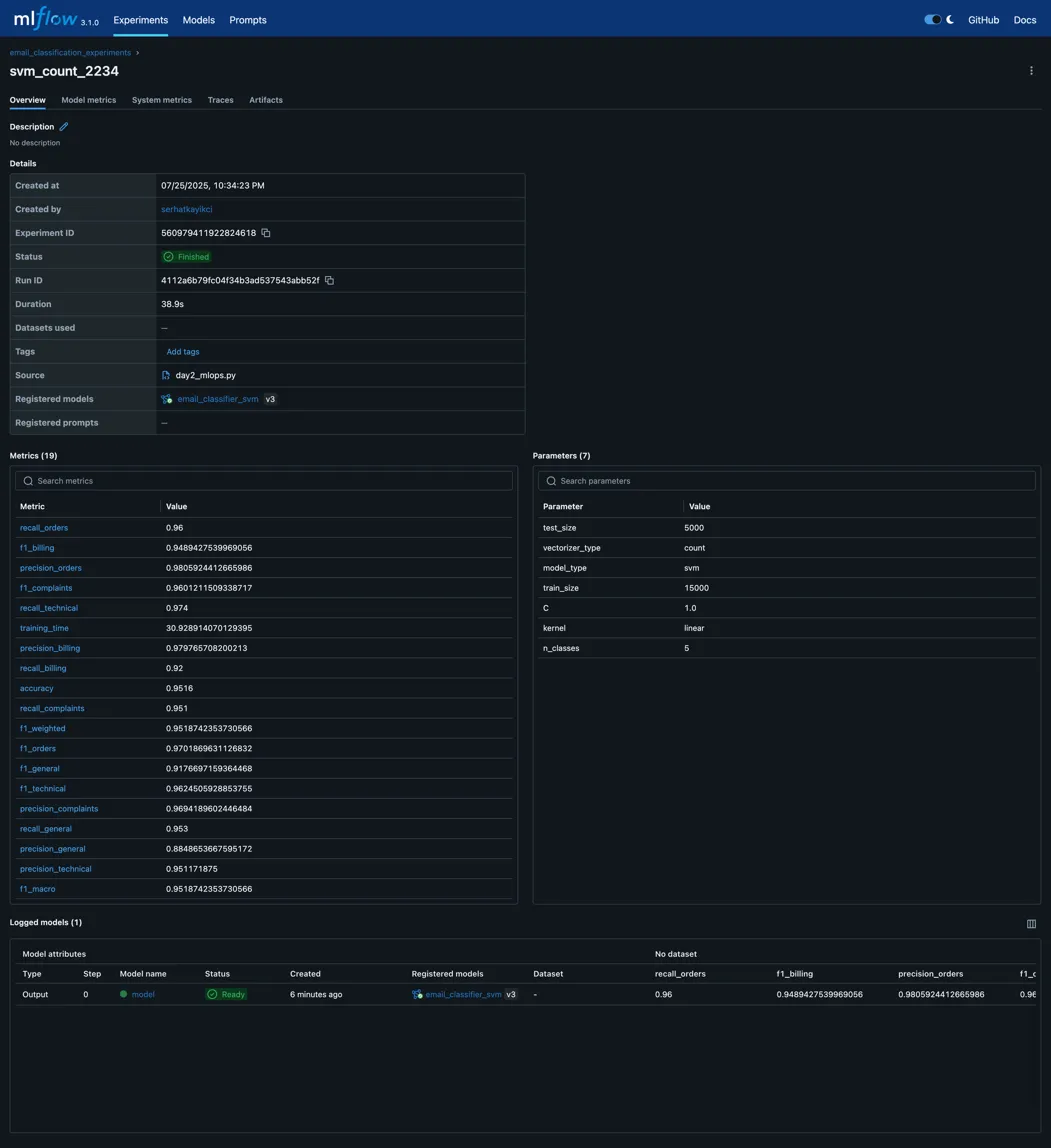 mlflow 3.1.0 Experiments Models Prompts GitHub Docs
email_classification_experiments ›
svm_count_2234
Overview Model metrics System metrics Traces Artifacts
Description
No description
Details
Created at 07/25/2025, 10:34:23 PM
Created by serhatkayikci
Experiment ID 560979411922824618
Status Finished
Run ID 4112a6b79fc04f34b3ad537543abb52f
Duration 38.9s
Datasets used —
Tags Add tags
Source day2_mlops.py
Registered models email_classifier_svm v3
Registered prompts —
Metrics (19)
Search metrics
Metric Value
recall_orders 0.96
f1_billing 0.9489427539969056
precision_orders 0.9805924412665986
f1_complaints 0.9601211509338717
recall_technical 0.974
training_time 30.928914070129395
precision_billing 0.979765708200213
recall_billing 0.92
accuracy 0.9516
recall_complaints 0.951
f1_weighted 0.9518742353730566
f1_orders 0.9701869631126832
f1_general 0.9176697159364468
f1_technical 0.9624505928853755
precision_complaints 0.9694189602446484
recall_general 0.953
precision_general 0.8848653667595172
precision_technical 0.951171875
f1_macro 0.9518742353730566
Parameters (7)
Search parameters
Parameter Value
test_size 5000
vectorizer_type count
model_type svm
train_size 15000
C 1.0
kernel linear
n_classes 5
Logged models (1)
Model attributes No dataset
Type Step Model name Status Created Registered models Dataset recall_orders f1_billing precision_orders f1_c
Output 0 model Ready 6 minutes ago email_classifier_svm v3 - 0.96 0.9489427539969056 0.9805924412665986 0.96